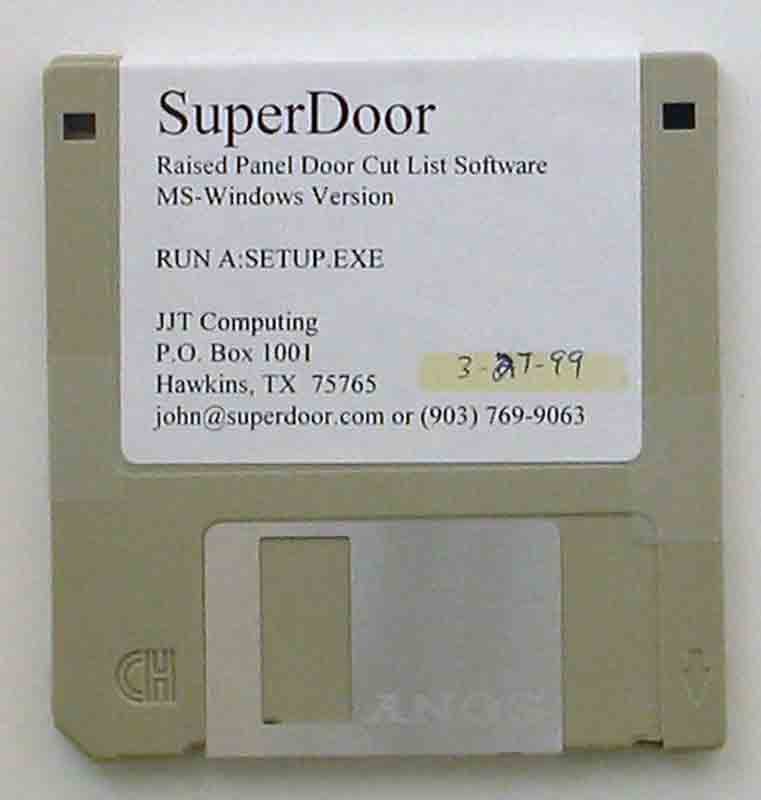 SuperDoor
Raised Panel Door Cut List Software
MS-Windows Version
RUN A:SETUP.EXE
JJT Computing
P.O. Box 1001
Hawkins, TX 75765
3-27-99
john@superdoor.com or (903) 769-9063